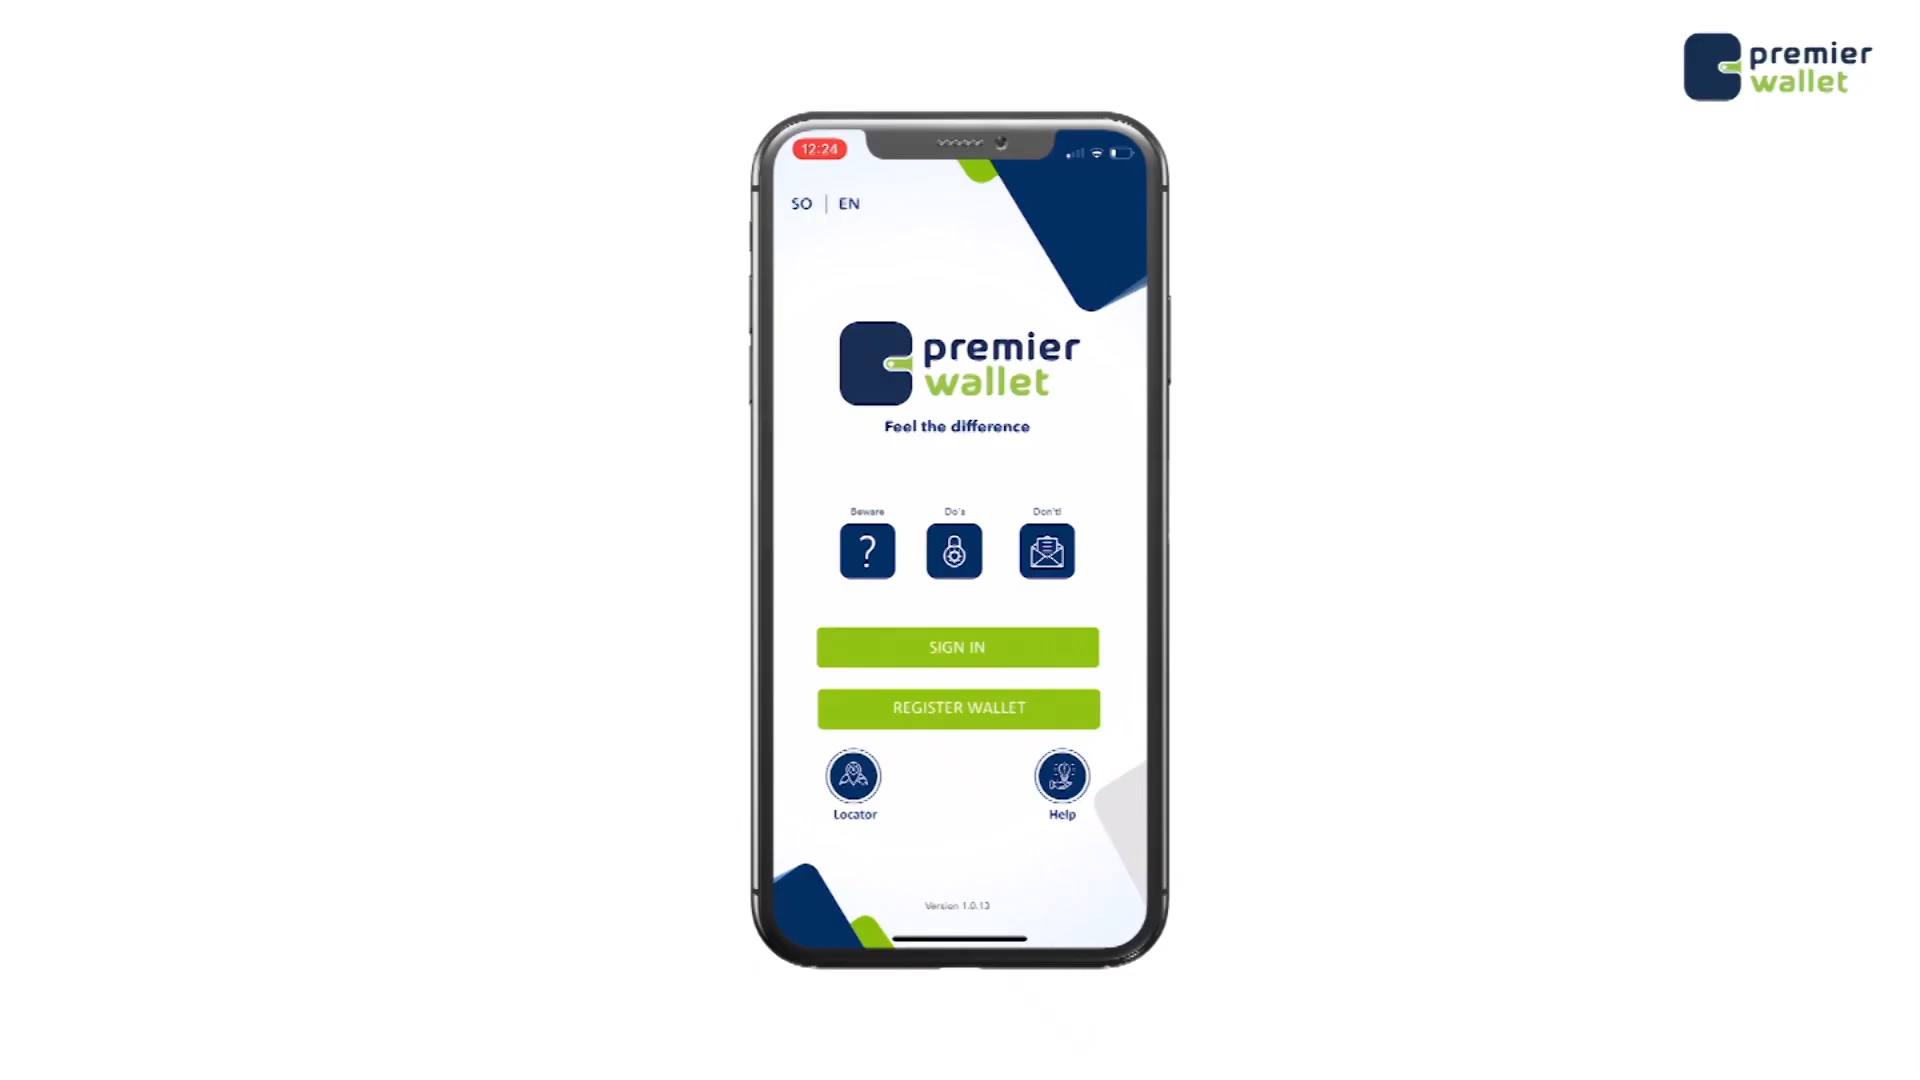 premier
wallet
12:24
SO | EN
premier
wallet
Feel the difference
Beware
Do's
Don't!
?
SIGN IN
REGISTER WALLET
Locator
Help
Version 1.0.13